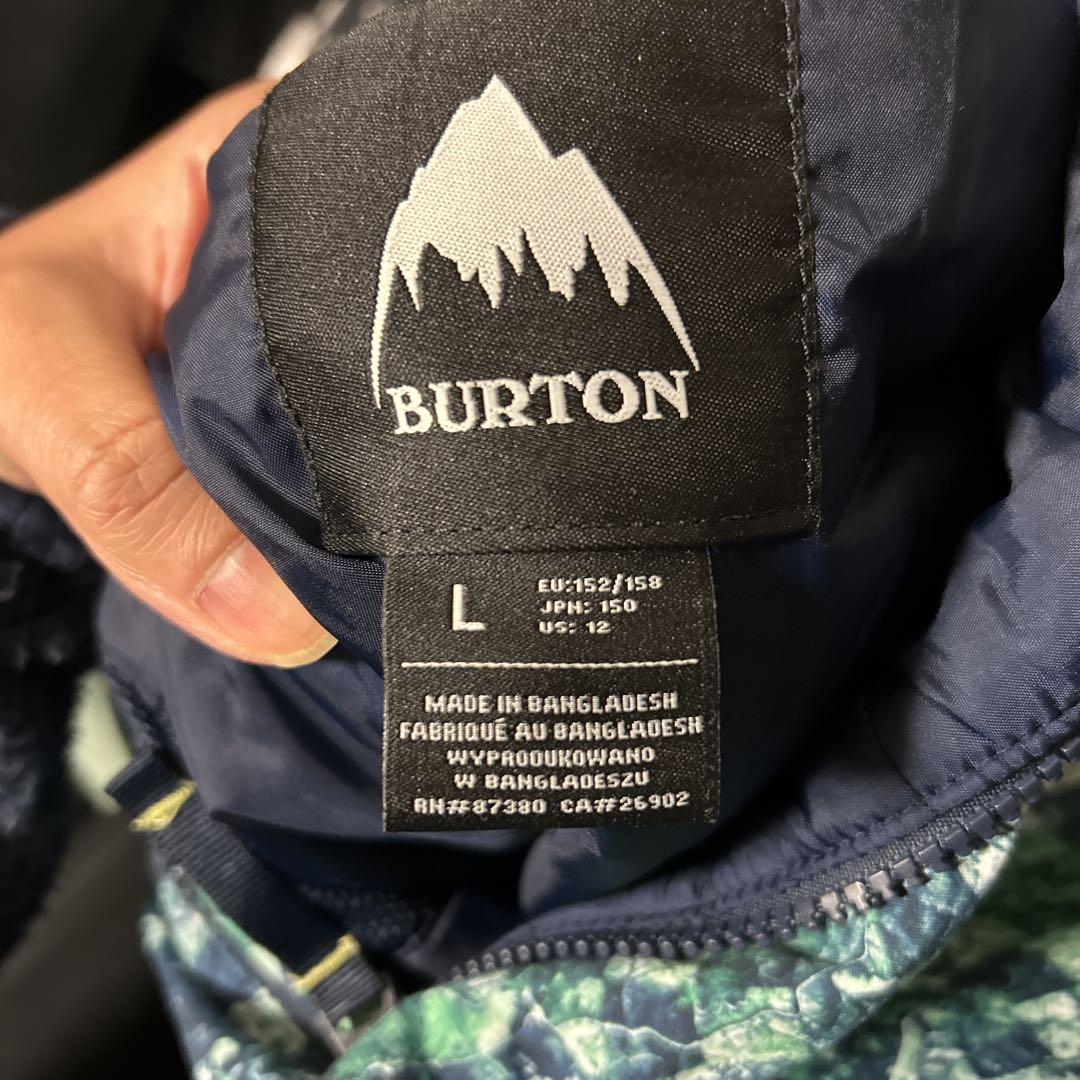 BURTON
L
EU:152/158
JPN: 150
US: 12
MADE IN BANGLADESH
FABRIQUÉ AU BANGLADESH
WYPRODUKOWANO
W BANGLADESZU
RN##87380 CA##26902